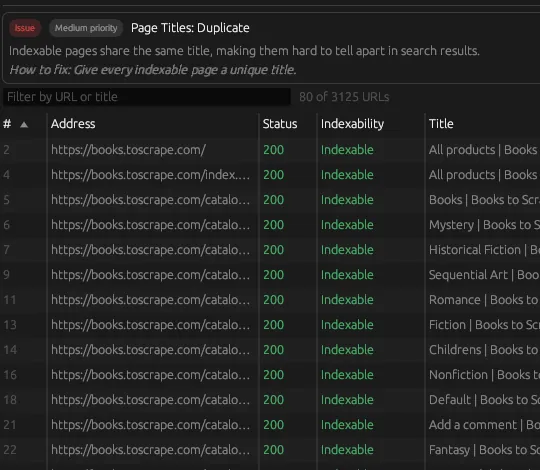 Issue Medium priority Page Titles: Duplicate
Indexable pages share the same title, making them hard to tell apart in search results.
How to fix: Give every indexable page a unique title.
Filter by URL or title 80 of 3125 URLs
# ▲ Address Status Indexability Title
2 https://books.toscrape.com/ 200 Indexable All products | Books
4 https://books.toscrape.com/index.... 200 Indexable All products | Books
5 https://books.toscrape.com/catalo... 200 Indexable Books | Books to Scr
6 https://books.toscrape.com/catalo... 200 Indexable Mystery | Books to S
7 https://books.toscrape.com/catalo... 200 Indexable Historical Fiction | B
9 https://books.toscrape.com/catalo... 200 Indexable Sequential Art | Boo
11 https://books.toscrape.com/catalo... 200 Indexable Romance | Books to
13 https://books.toscrape.com/catalo... 200 Indexable Fiction | Books to Sc
14 https://books.toscrape.com/catalo... 200 Indexable Childrens | Books to
16 https://books.toscrape.com/catalo... 200 Indexable Nonfiction | Books t
18 https://books.toscrape.com/catalo... 200 Indexable Default | Books to Sc
21 https://books.toscrape.com/catalo... 200 Indexable Add a comment | Bo
22 https://books.toscrape.com/catalo... 200 Indexable Fantasy | Books to S